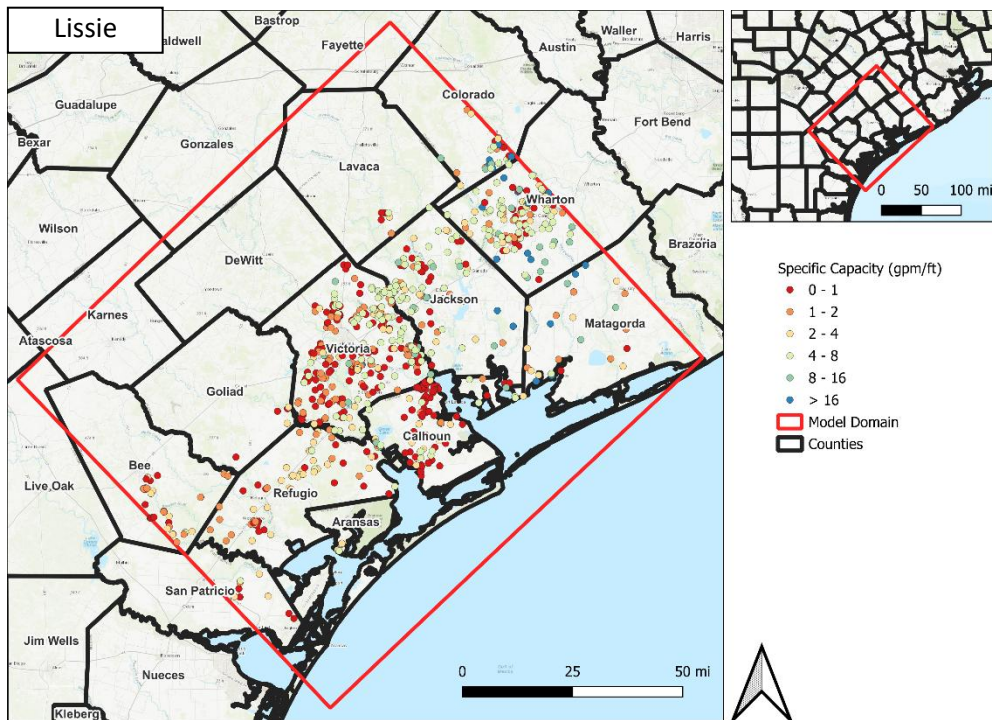 Lissie
Bastrop
Fayette
Waller
Harris
Austin
aldwell
Colorado
Guadalupe
Fort Bend
Gonzales
Bexar
Lavaca
Wharton
Wilson
Brazoria
DeWitt
Jackson
Karnes
Matagorda
Atascosa
Victoria
Goliad
Calhoun
Bee
Live Oak
Refugio
Aransas
San Patricio
Jim Wells
Nueces
Kleberg
0 25 50 mi
0 50 100 mi
Specific Capacity (gpm/ft)
0 - 1
1 - 2
2 - 4
4 - 8
8 - 16
> 16
Model Domain
Counties